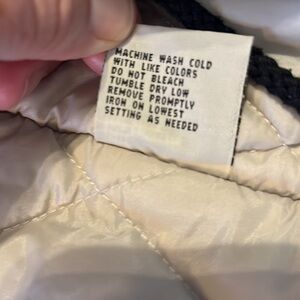 MACHINE WASH COLD
WITH LIKE COLORS
DO NOT BLEACH
TUMBLE DRY LOW
REMOVE PROMPTLY
IRON ON LOWEST
SETTING AS NEEDED